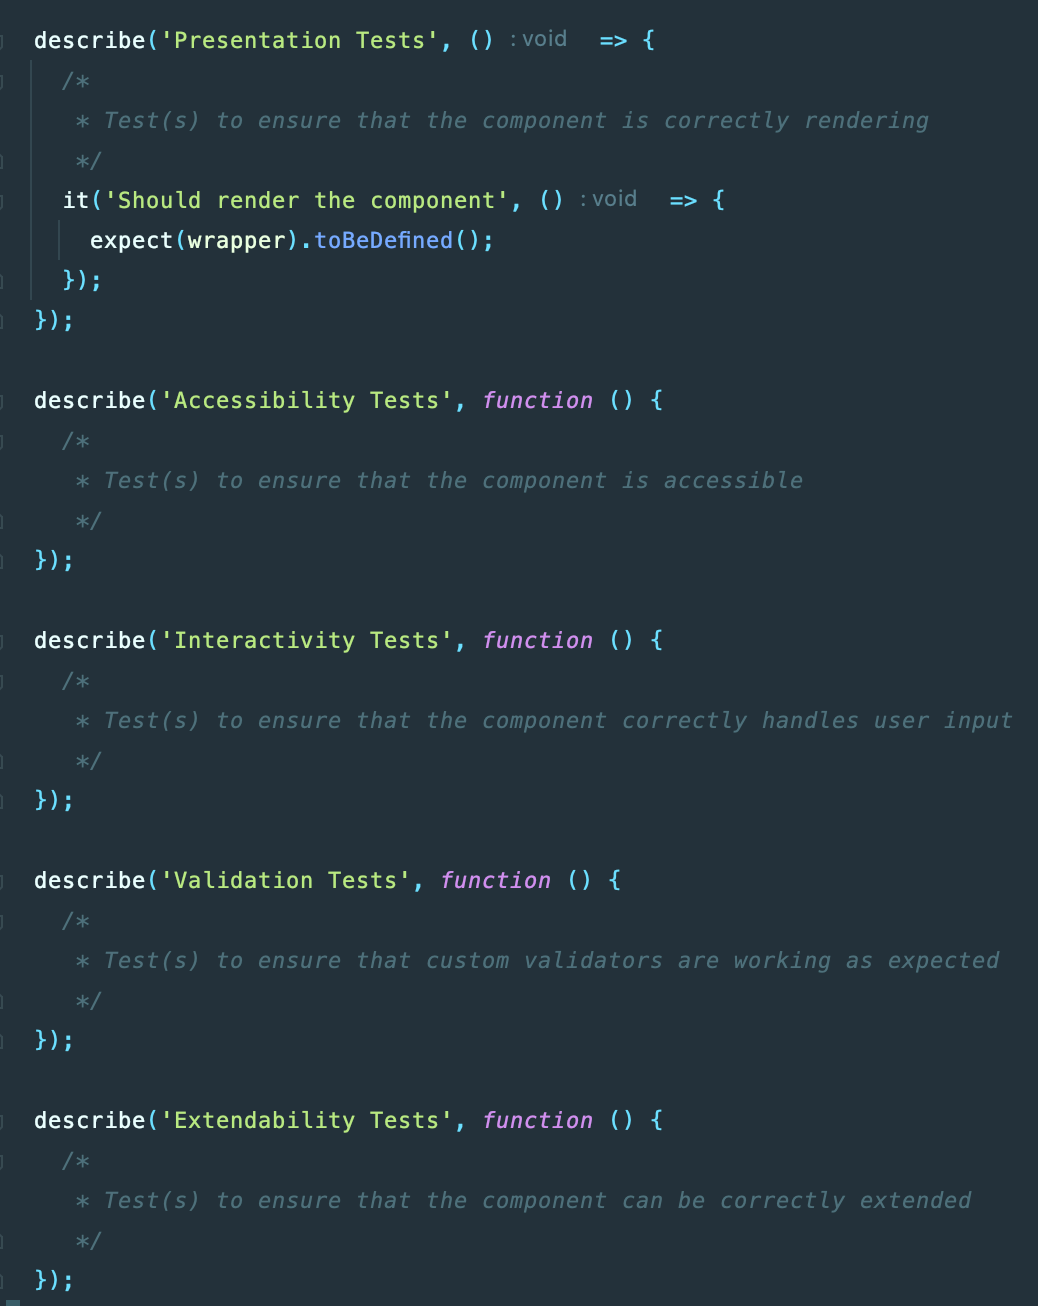 describe('Presentation Tests', () :void => {
/*
* Test(s) to ensure that the component is correctly rendering
*/
it('Should render the component', () :void => {
expect(wrapper).toBeDefined();
});
});
describe('Accessibility Tests', function () {
/*
* Test(s) to ensure that the component is accessible
*/
});
describe('Interactivity Tests', function () {
/*
* Test(s) to ensure that the component correctly handles user input
*/
});
describe('Validation Tests', function () {
/*
* Test(s) to ensure that custom validators are working as expected
*/
});
describe('Extendability Tests', function () {
/*
* Test(s) to ensure that the component can be correctly extended
*/
});